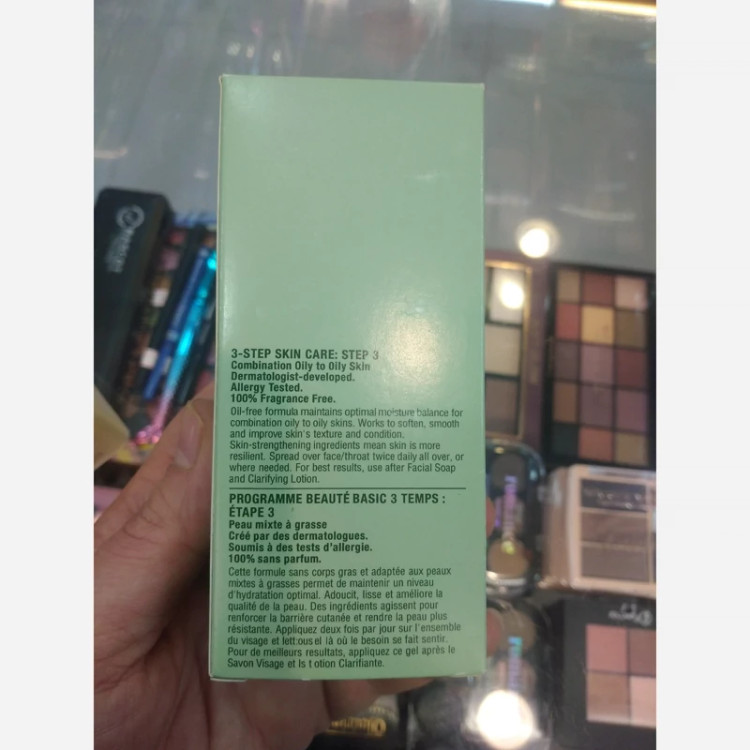 3-STEP SKIN CARE: STEP 3
Combination Oily to Oily Skin
Dermatologist-developed.
Allergy Tested.
100% Fragrance Free.
Oil-free formula maintains optimal moisture balance for
combination oily to oily skins. Works to soften, smooth
and improve skin's texture and condition.
Skin-strengthening ingredients mean skin is more
resilient. Spread over face/throat twice daily all over, or
where needed. For best results, use after Facial Soap
and Clarifying Lotion.
PROGRAMME BEAUTÉ BASIC 3 TEMPS :
ÉTAPE 3
Peau mixte à grasse
Créé par des dermatologues.
Soumis à des tests d'allergie.
100% sans parfum.
Cette formule sans corps gras et adaptée aux peaux
mixtes à grasses permet de maintenir un niveau
d'hydratation optimal. Adoucit, lisse et améliore la
qualité de la peau. Des ingrédients agissent pour
renforcer la barrière cutanée et rendre la peau plus
résistante. Appliquez deux fois par jour sur l'ensemble
du visage et lett:ous el là où le besoin se fait sentir.
Pour de meilleurs resultats, appliquez ce gel après le
Savon Visage et ls t otion Clarifiante.